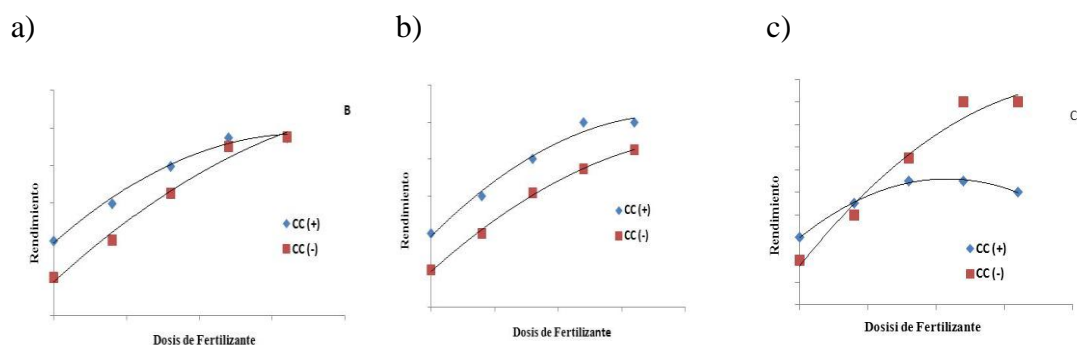 a)
b)
c)
B
Rendimiento
CC (+)
CC (-)
Dosis de Fertilizante
Rendimiento
CC (+)
CC (-)
Dosis de Fertilizante
C
Rendimiento
CC (+)
CC (-)
Dosisi de Fertilizante